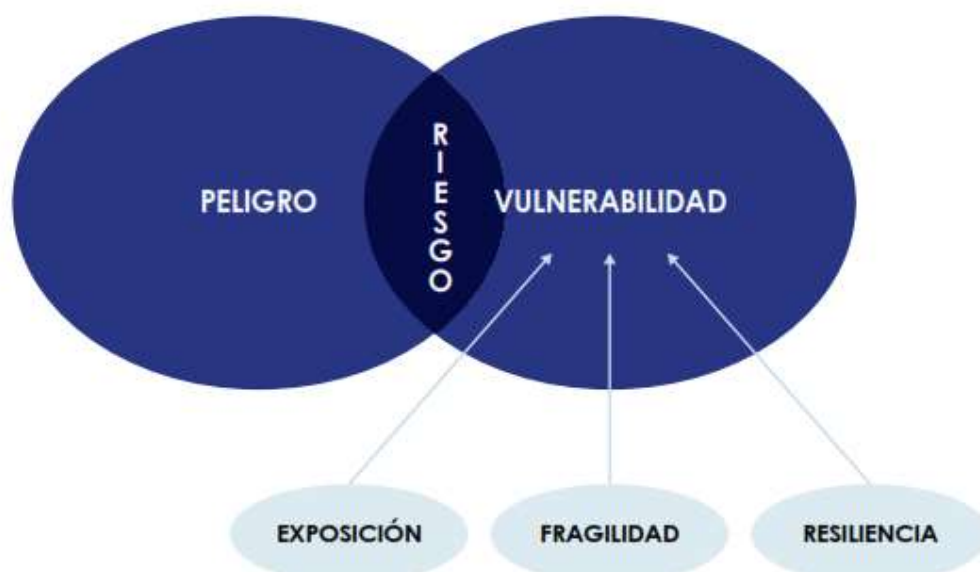 PELIGRO
RIESGO
VULNERABILIDAD
EXPOSICIÓN
FRAGILIDAD
RESILIENCIA